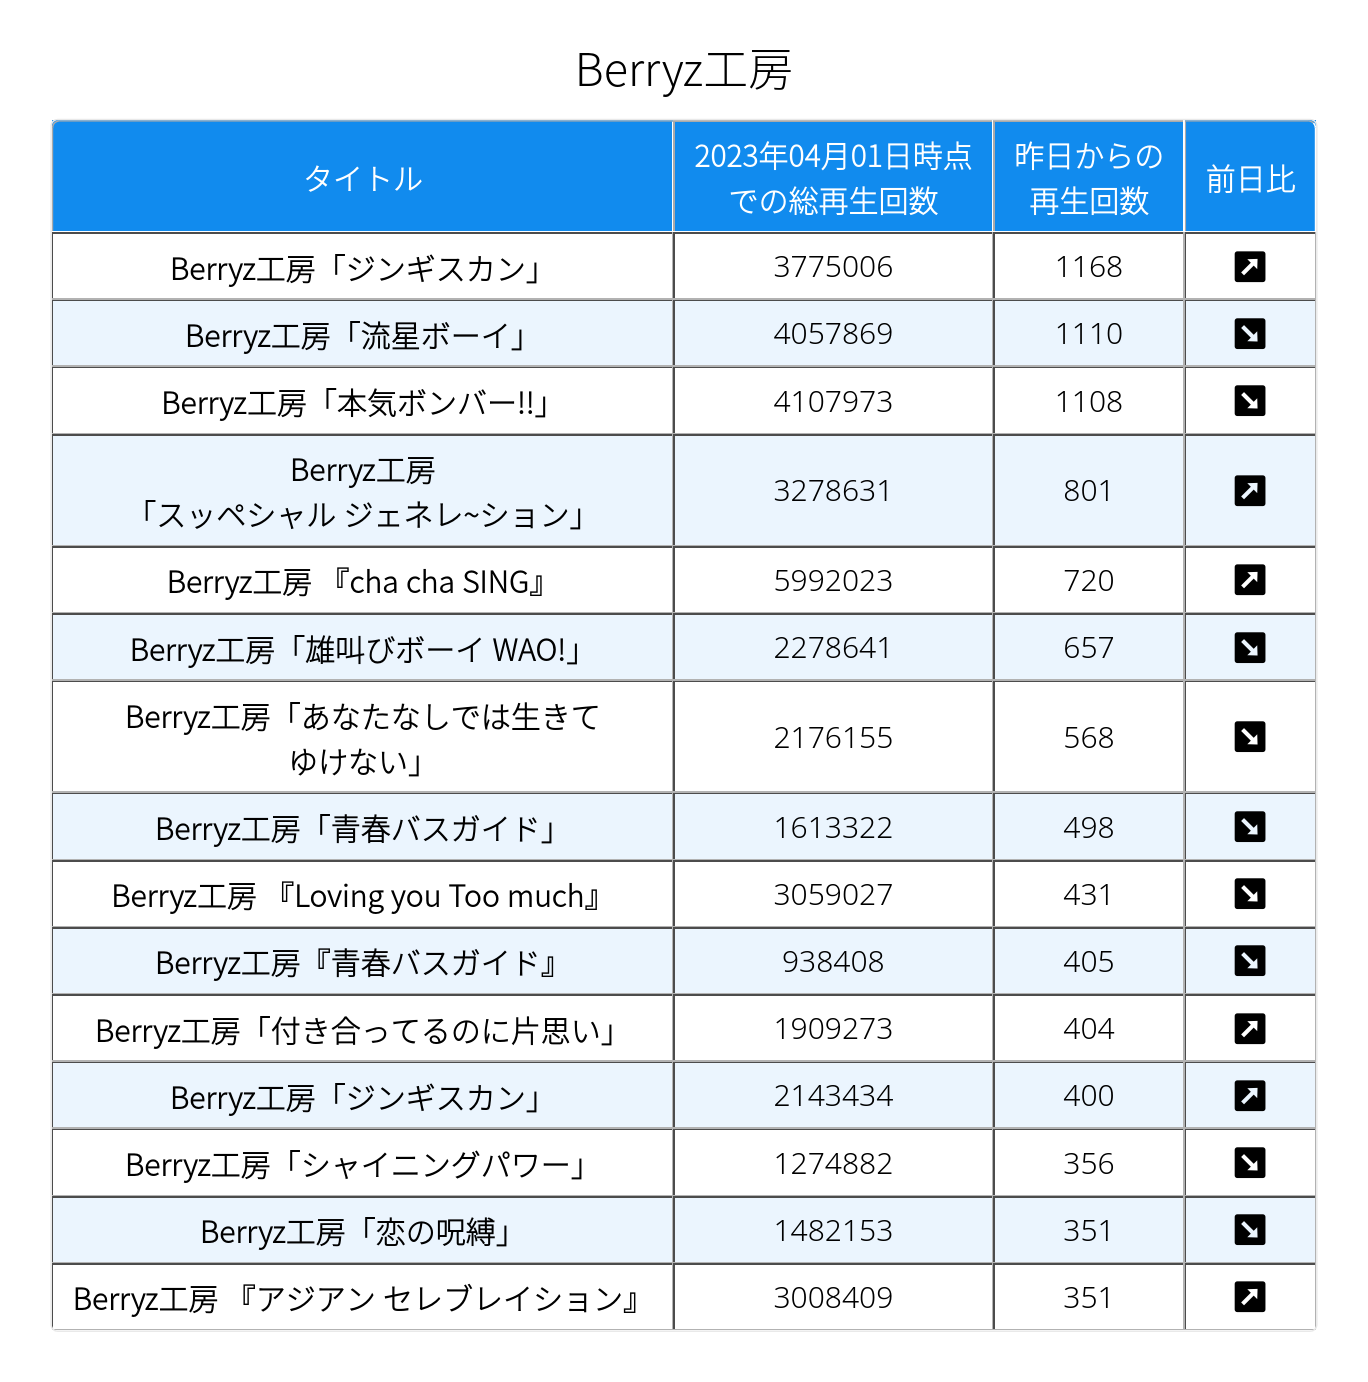 Berryz工房
タイトル
2023年04月01日時点
での総再生回数
昨日からの
再生回数
前日比
Berryz工房「ジンギスカン」 3775006 1168
Berryz工房「流星ボーイ」 4057869 1110
Berryz工房「本気ボンバー!!」 4107973 1108
Berryz工房
「スッペシャル ジェネレ~ション」 3278631 801
Berryz工房 『cha cha SING』 5992023 720
Berryz工房「雄叫びボーイ WAO!」 2278641 657
Berryz工房「あなたなしでは生きて
ゆけない」 2176155 568
Berryz工房「青春バスガイド」 1613322 498
Berryz工房 『Loving you Too much』 3059027 431
Berryz工房『青春バスガイド』 938408 405
Berryz工房「付き合ってるのに片思い」 1909273 404
Berryz工房「ジンギスカン」 2143434 400
Berryz工房「シャイニングパワー」 1274882 356
Berryz工房「恋の呪縛」 1482153 351
Berryz工房 『アジアン セレブレイション』 3008409 351